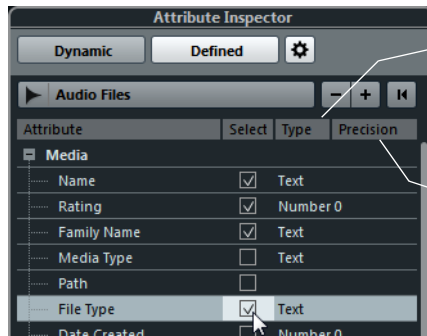 Attribute Inspector
Dynamic Defined
Audio Files - +
Attribute Select Type Precision
Media
Name Text
Rating Number 0
Family Name Text
Media Type Text
Path
File Type Text
Date Created Number 0